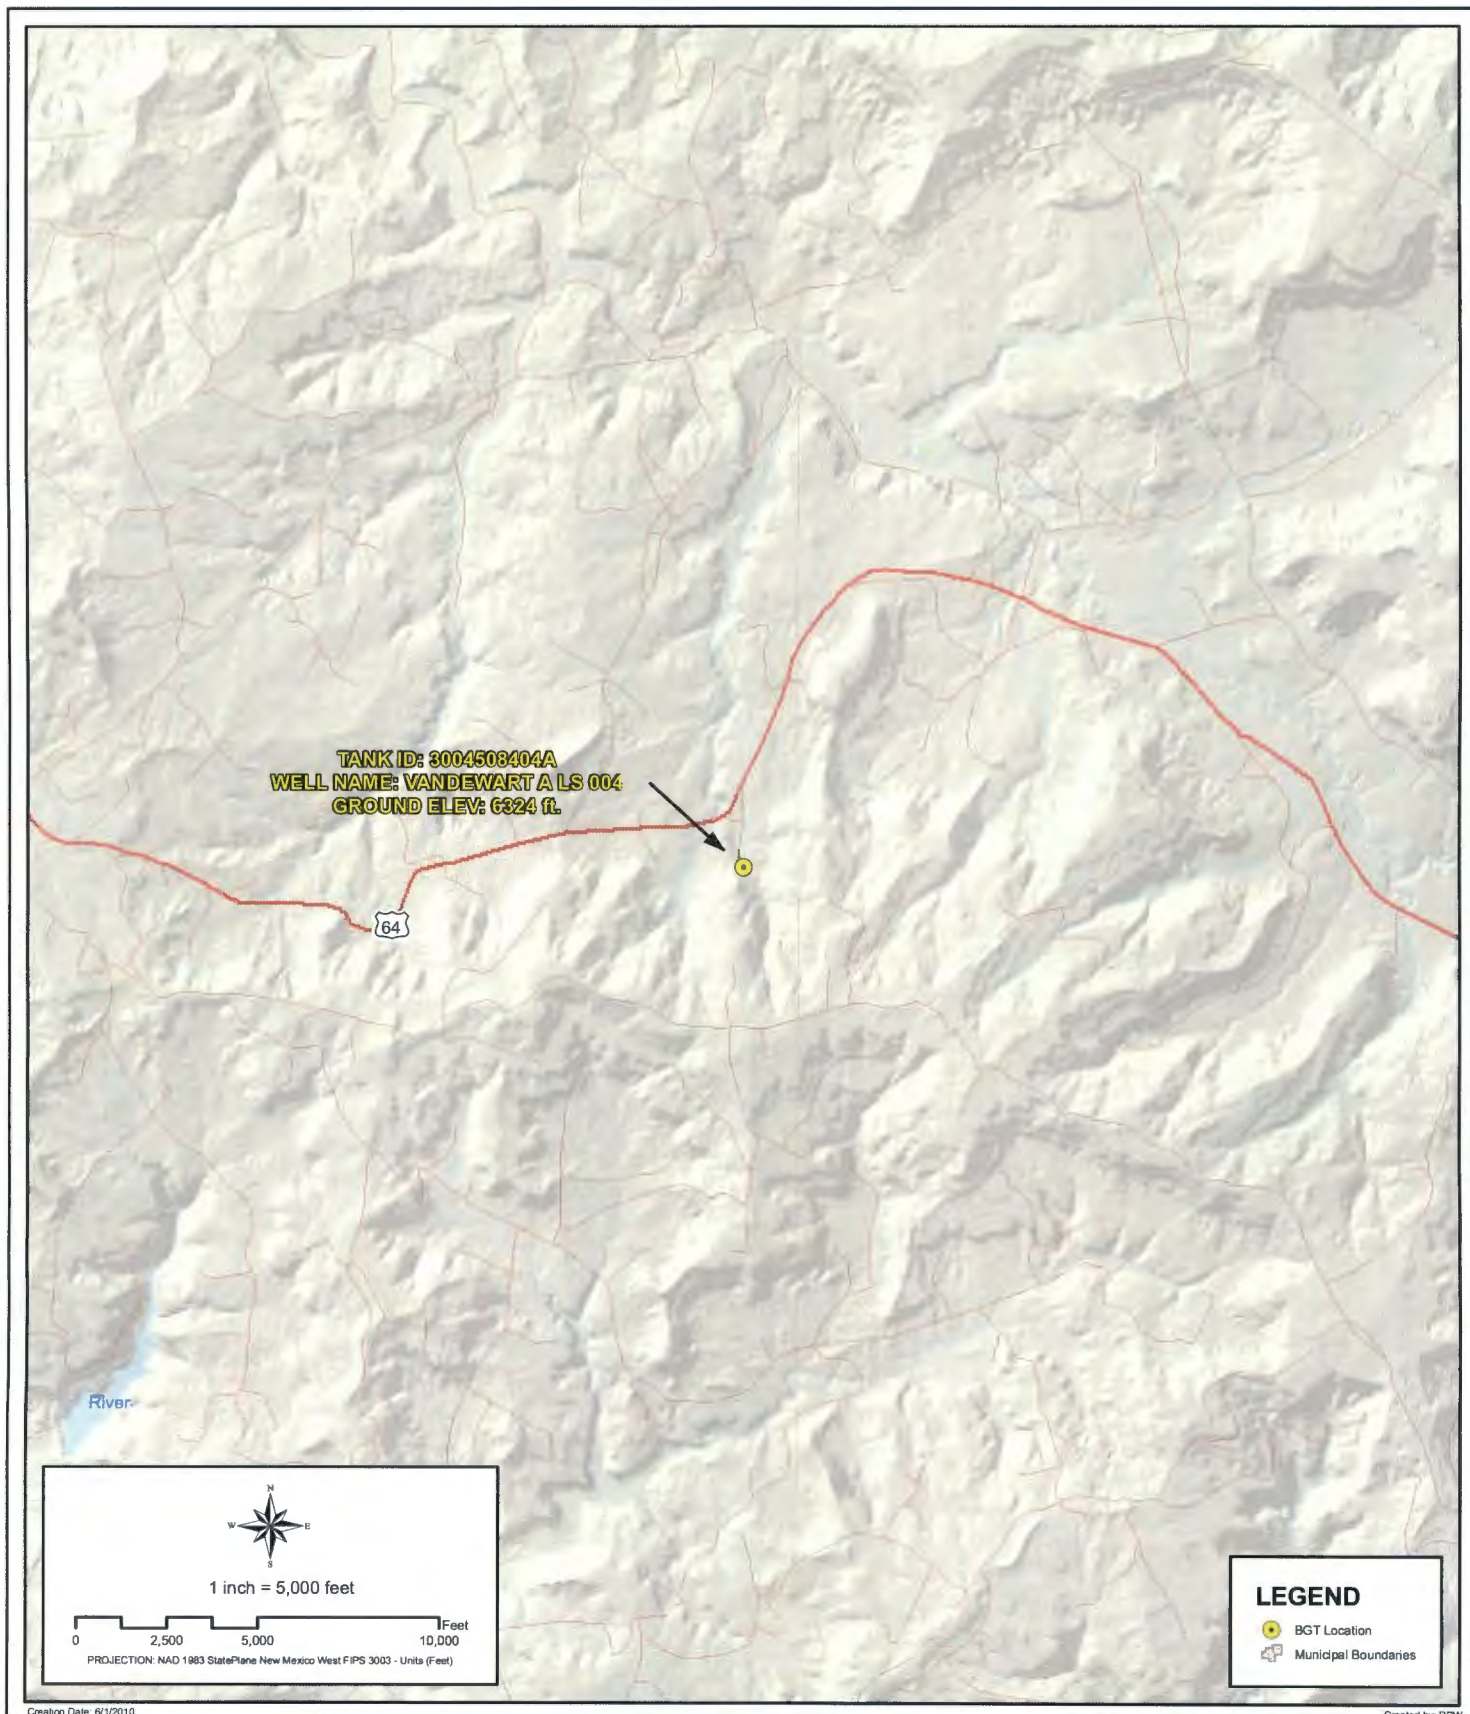 TANK ID: 3004508404A
WELL NAME: VANDEWART A LS 004
GROUND ELEV: 6324 ft.
64
River
N
W E
S
1 inch = 5,000 feet
Feet
0 2,500 5,000 10,000
PROJECTION: NAD 1983 StatePlane New Mexico West FIPS 3003 - Units (Feet)
LEGEND
BGT Location
Municipal Boundaries
Creation Date: 6/1/2010